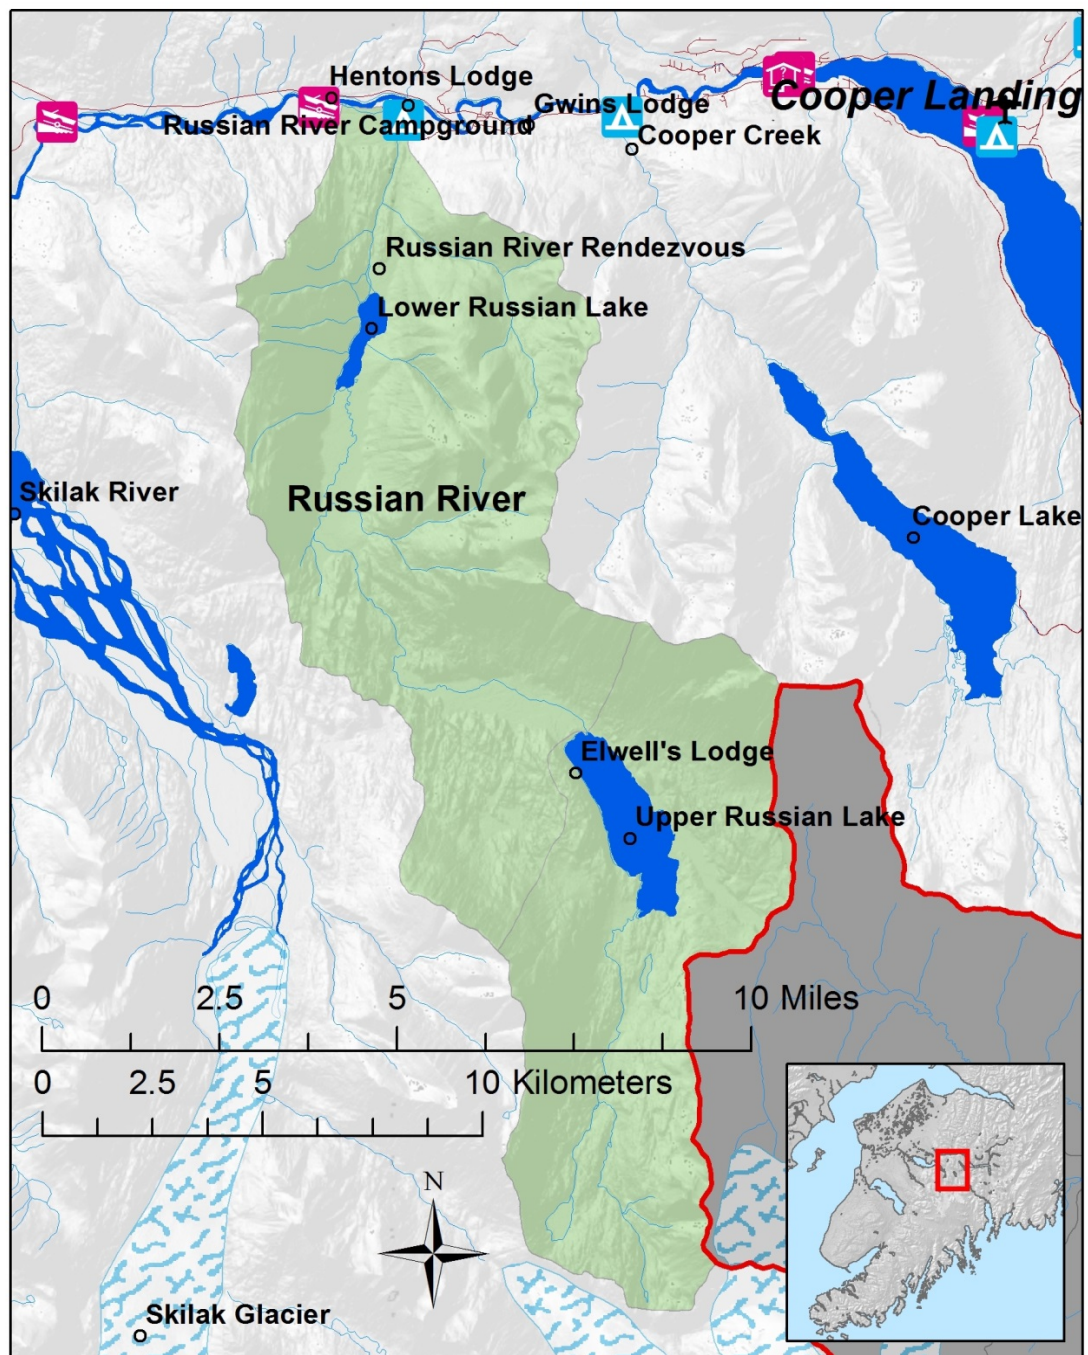 Hentons Lodge
Cooper Landing
Gwins Lodge
Russian River Campground
Cooper Creek
Russian River Rendezvous
Lower Russian Lake
Skilak River
Russian River
Cooper Lake
Elwell's Lodge
Upper Russian Lake
0 2.5 5 10 Miles
0 2.5 5 10 Kilometers
N
Skilak Glacier